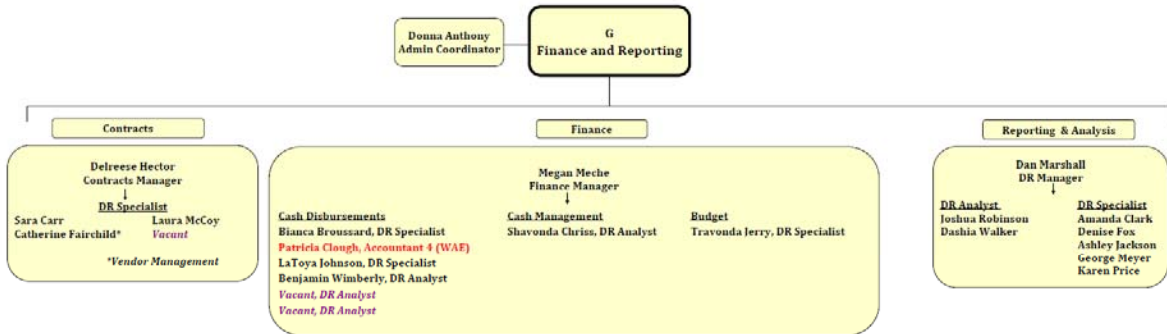 Donna Anthony
Admin Coordinator
G
Finance and Reporting
Contracts
Delreese Hector
Contracts Manager
DR Specialist
Sara Carr
Laura McCoy
Catherine Fairchild*
Vacant
*Vendor Management
Finance
Megan Meche
Finance Manager
Cash Disbursements
Bianca Broussard, DR Specialist
Patricia Clough, Accountant 4 (WAE)
LaToya Johnson, DR Specialist
Benjamin Wimberly, DR Analyst
Vacant, DR Analyst
Vacant, DR Analyst
Cash Management
Shavonda Chriss, DR Analyst
Budget
Travonda Jerry, DR Specialist
Reporting & Analysis
Dan Marshall
DR Manager
DR Analyst
Joshua Robinson
Dashia Walker
DR Specialist
Amanda Clark
Denise Fox
Ashley Jackson
George Meyer
Karen Price